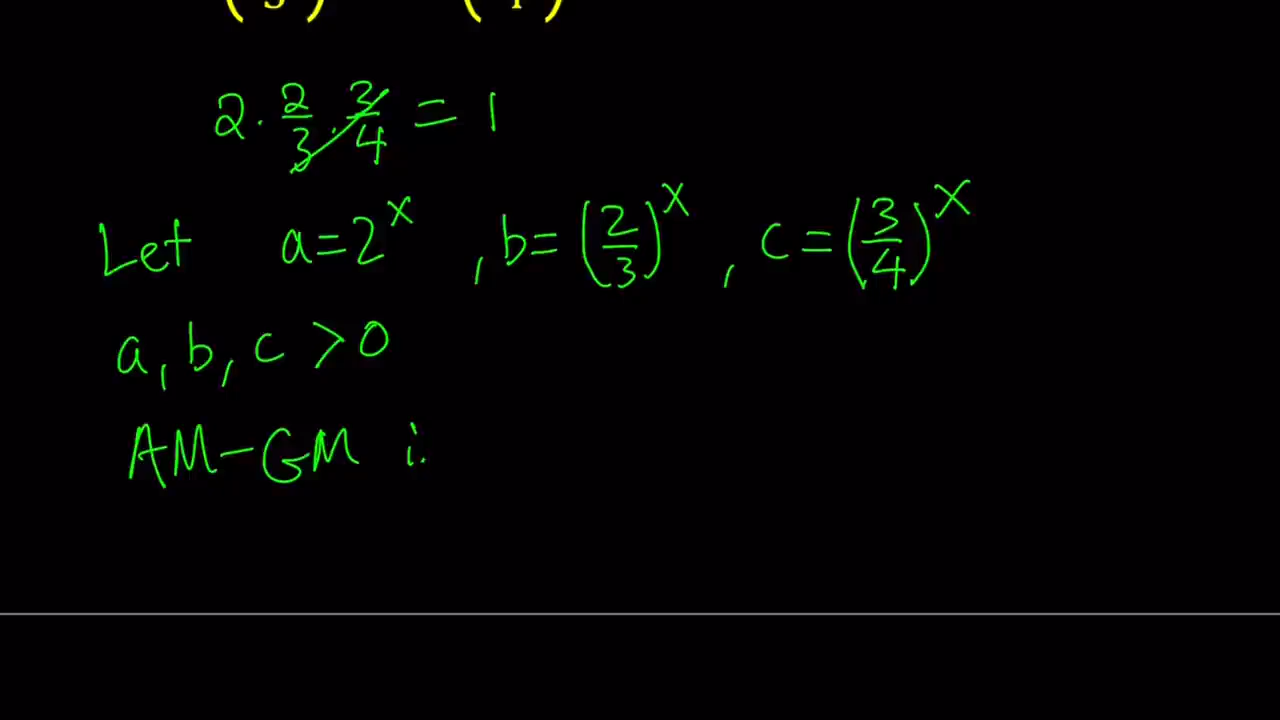 2 · 2/3 · 3/4 = 1
Let a=2^x , b=(2/3)^x , c=(3/4)^x
a, b, c > 0
AM-GM i.